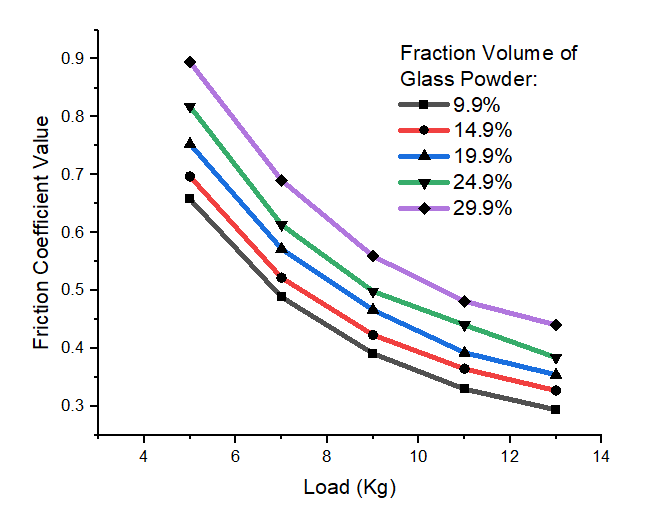 Fraction Volume of
Glass Powder:
9.9%
14.9%
19.9%
24.9%
29.9%
0.9
0.8
0.7
0.6
0.5
0.4
0.3
Friction Coefficient Value
4 6 8 10 12 14
Load (Kg)